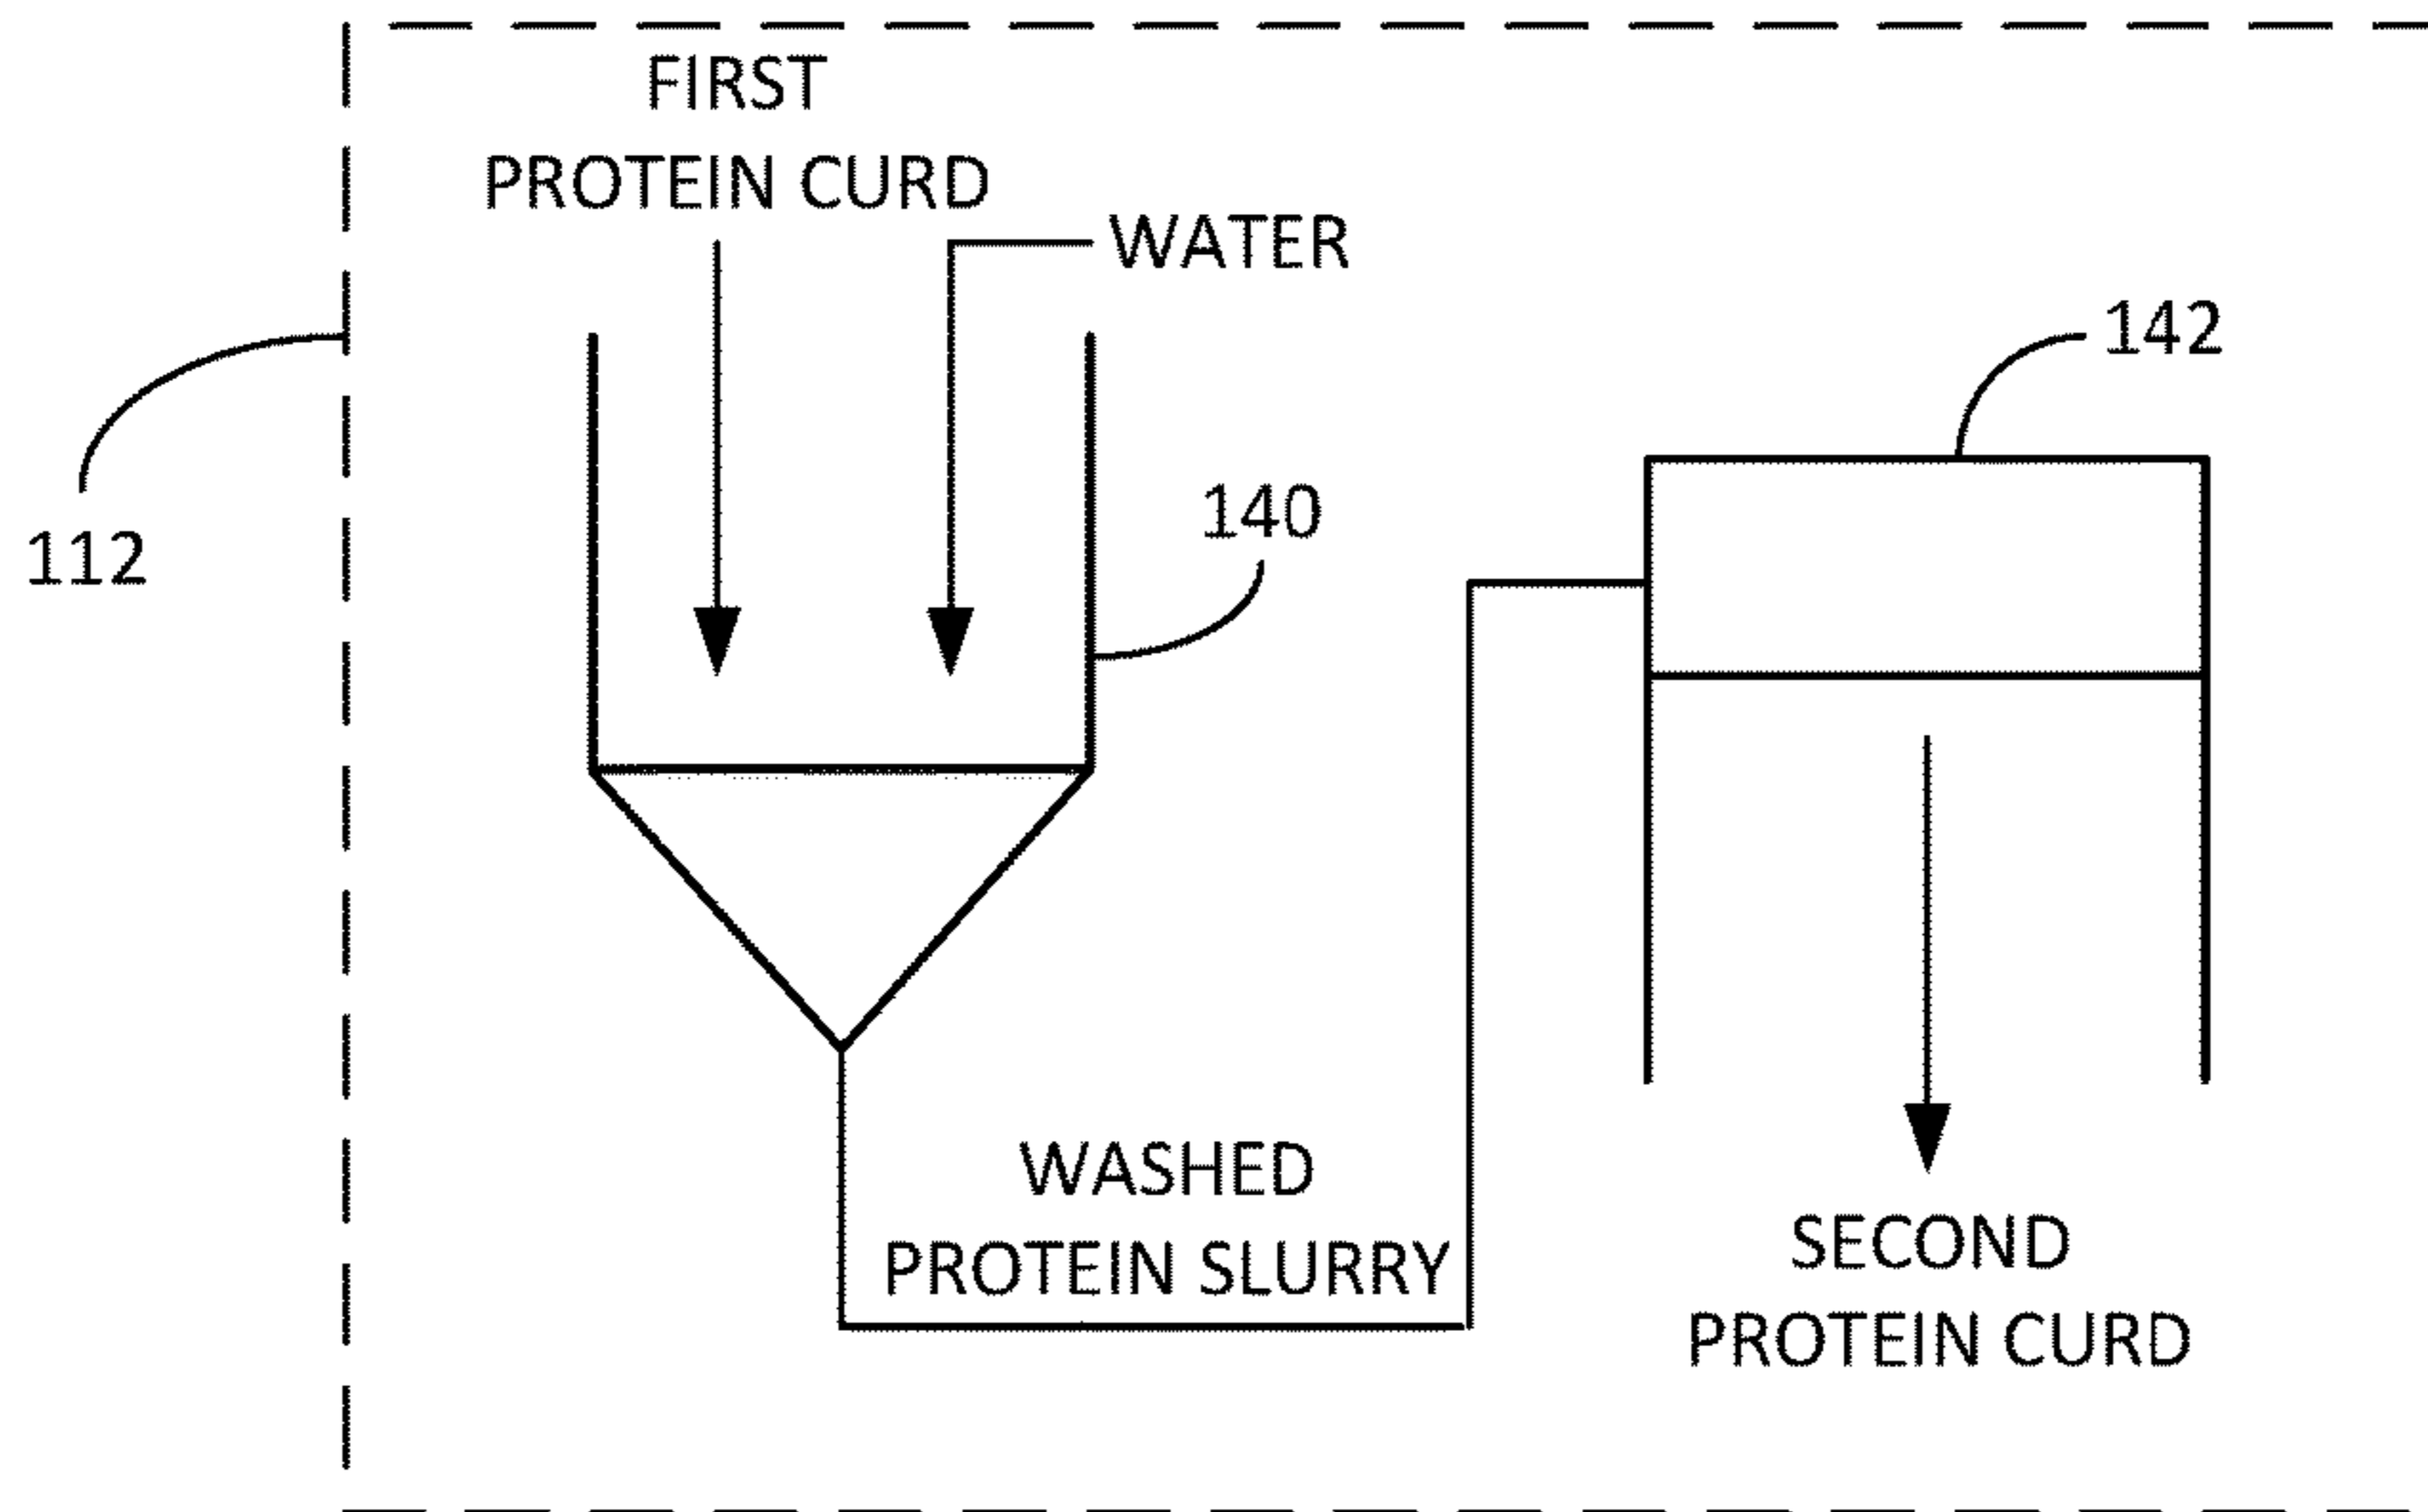 FIRST
PROTEIN CURD
WATER
142
140
112
WASHED
PROTEIN SLURRY
SECOND
PROTEIN CURD